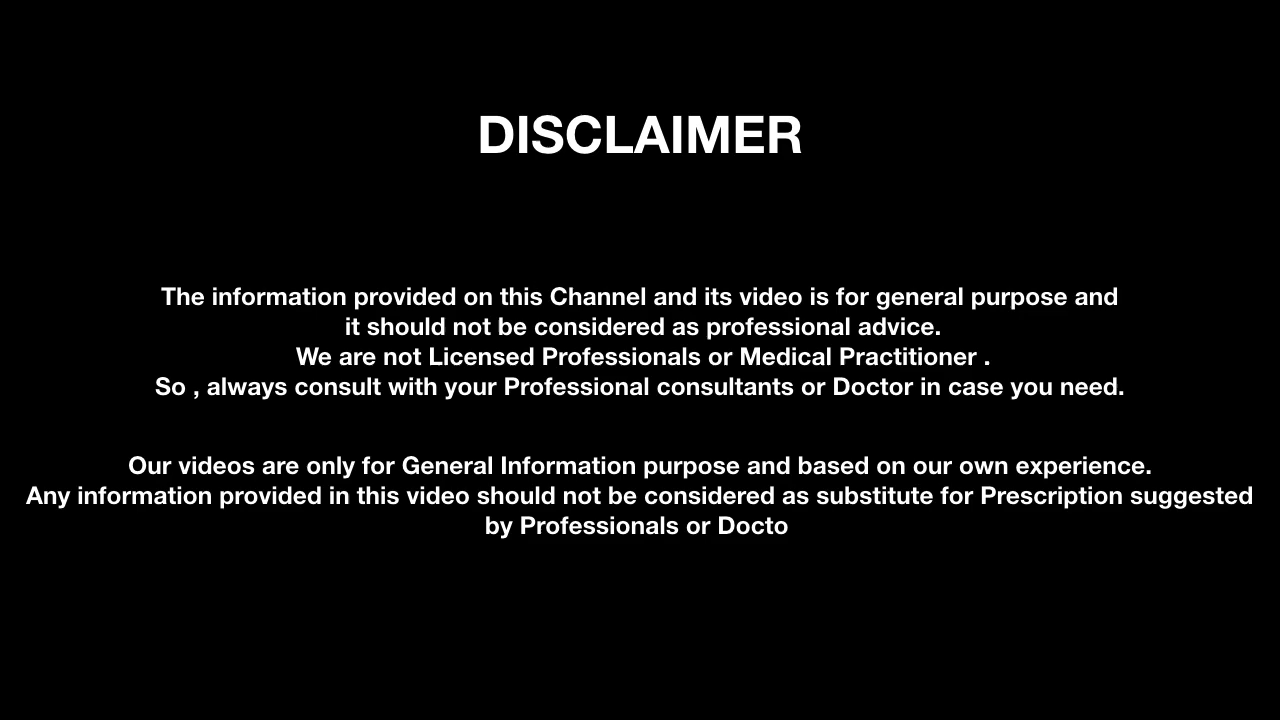 DISCLAIMER
The information provided on this Channel and its video is for general purpose and
it should not be considered as professional advice.
We are not Licensed Professionals or Medical Practitioner .
So , always consult with your Professional consultants or Doctor in case you need.
Our videos are only for General Information purpose and based on our own experience.
Any information provided in this video should not be considered as substitute for Prescription suggested
by Professionals or Docto